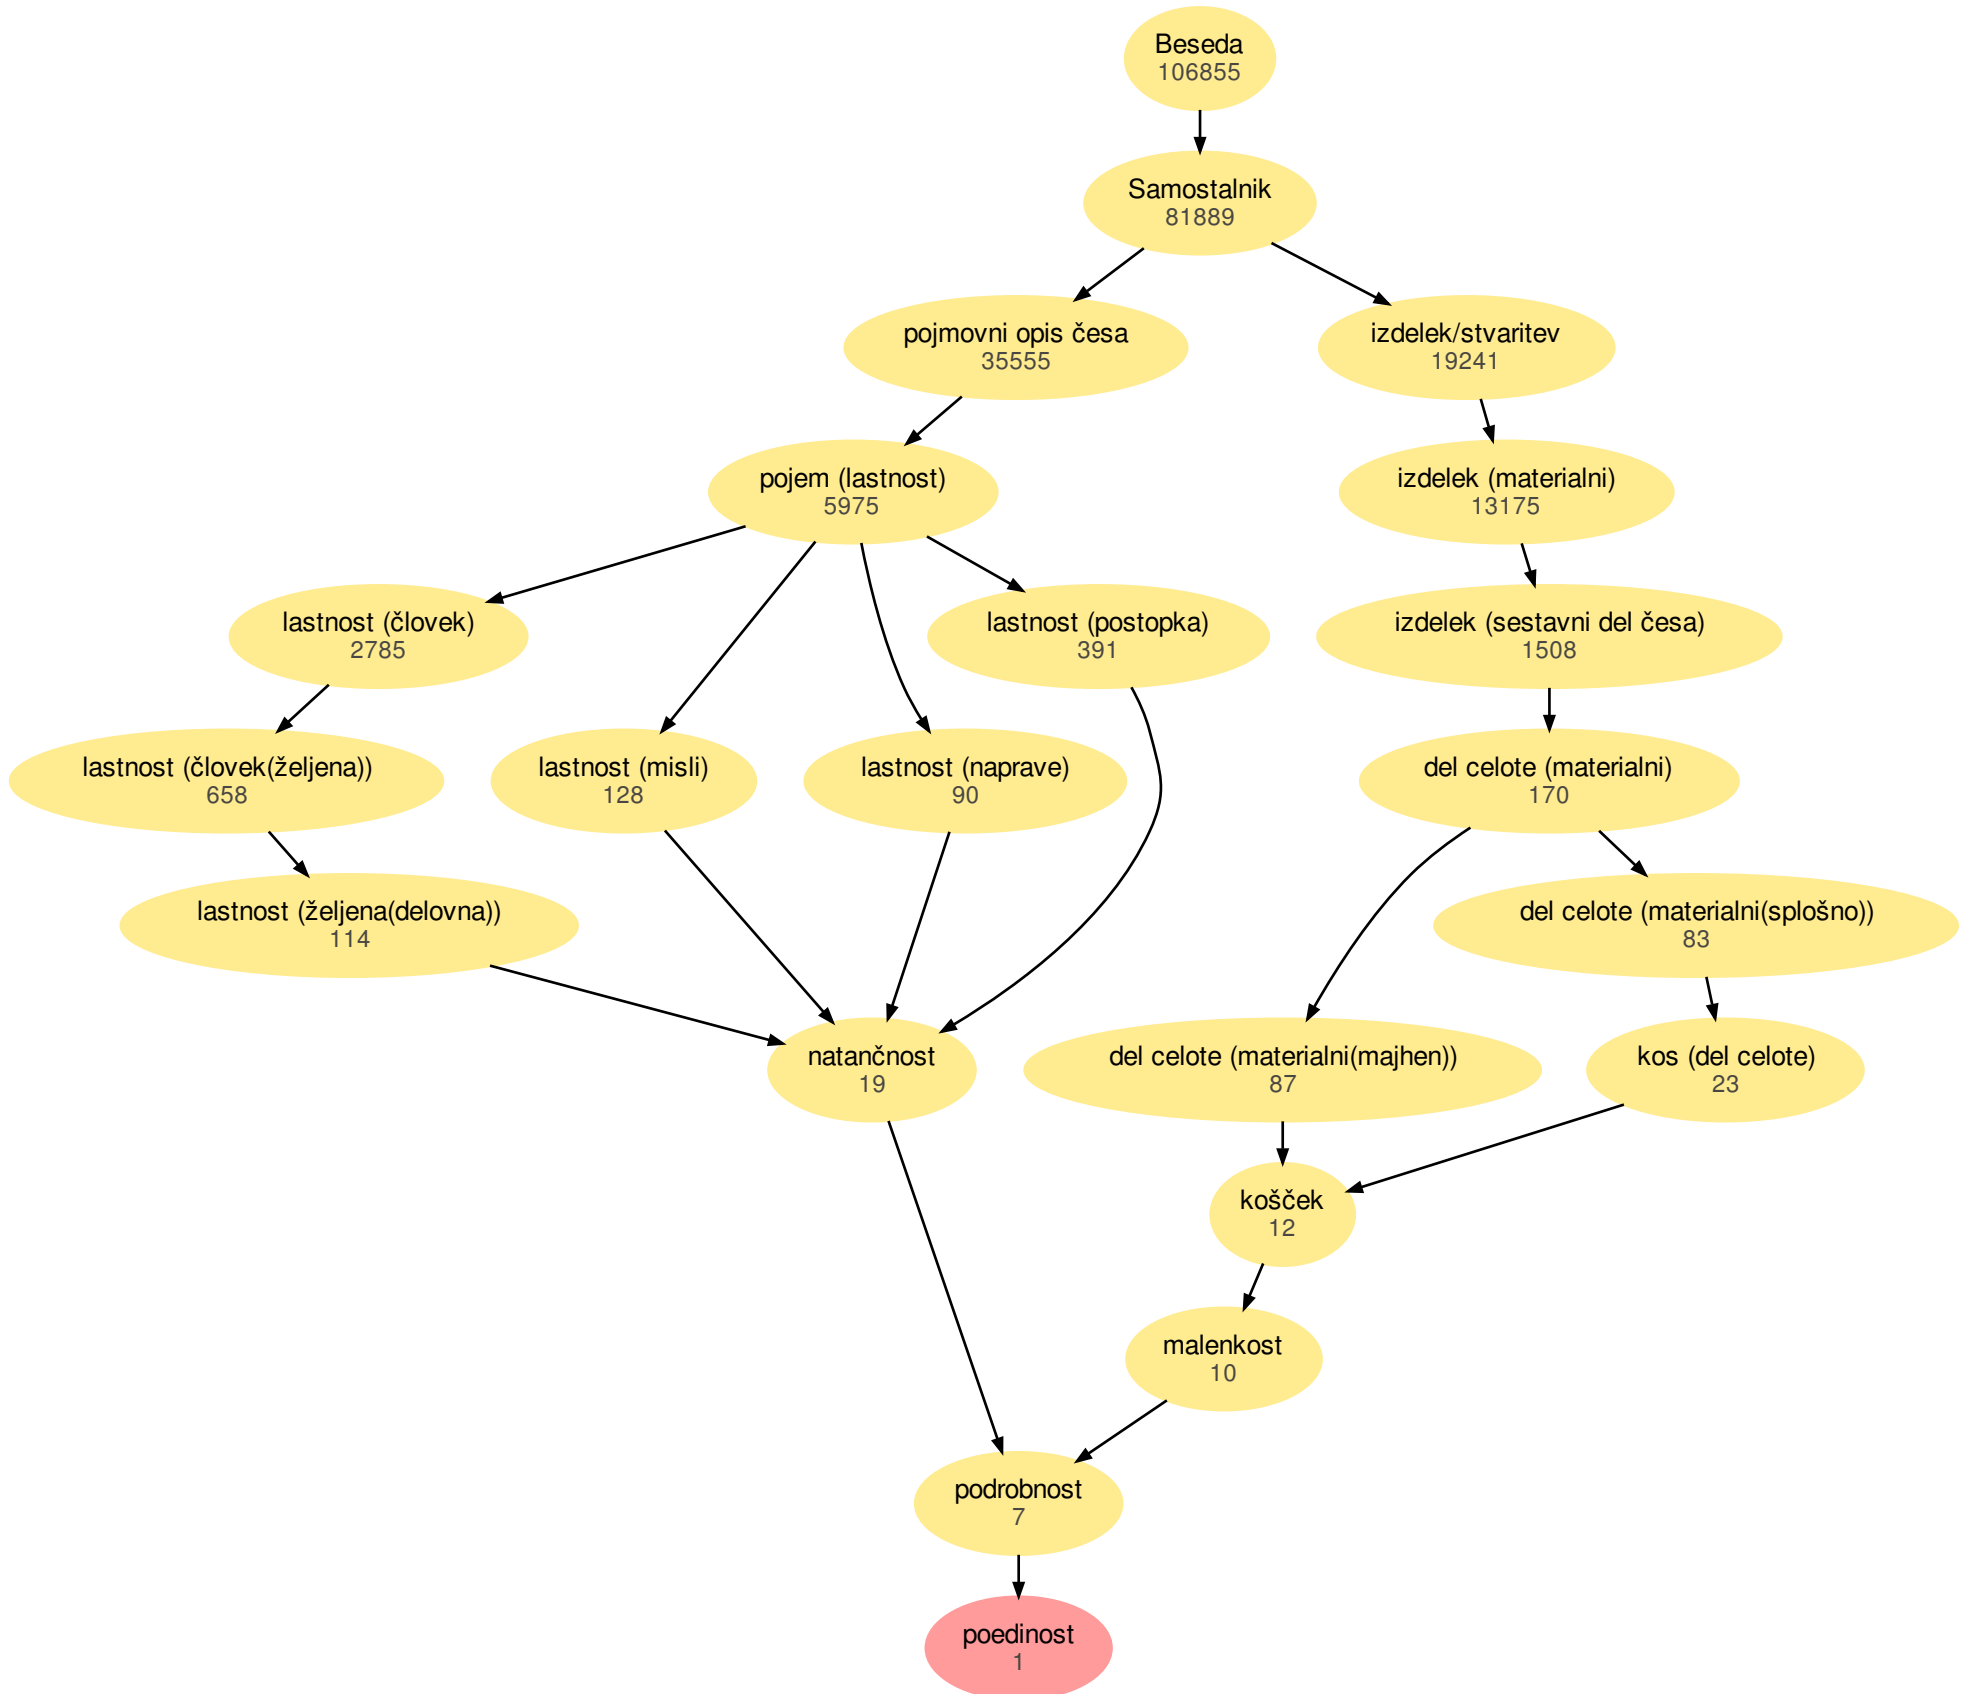 Beseda
106855
Samostalnik
81889
pojmovni opis česa
35555
izdelek/stvaritev
19241
pojem (lastnost)
5975
izdelek (materialni)
13175
lastnost (človek)
2785
lastnost (postopka)
391
izdelek (sestavni del česa)
1508
lastnost (človek(željena))
658
lastnost (misli)
128
lastnost (naprave)
90
del celote (materialni)
170
lastnost (željena(delovna))
114
del celote (materialni(splošno))
83
natančnost
19
del celote (materialni(majhen))
87
kos (del celote)
23
košček
12
malenkost
10
podrobnost
7
poedinost
1